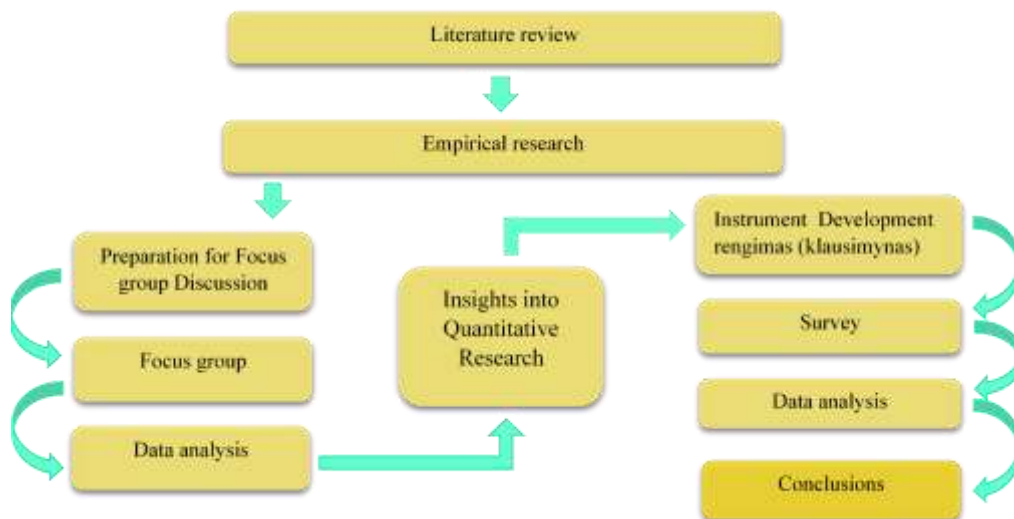 Literature review
Empirical research
Preparation for Focus
group Discussion
Focus group
Data analysis
Insights into
Quantitative
Research
Instrument Development
rengimas (klausimynas)
Survey
Data analysis
Conclusions